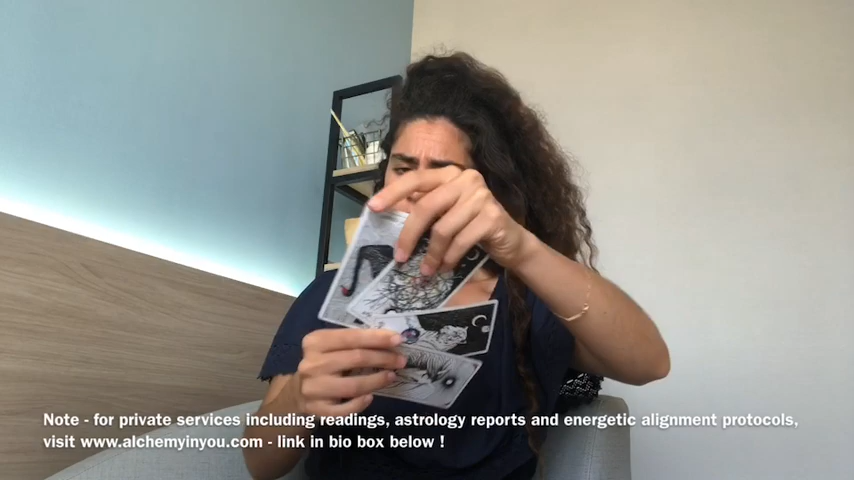 Note - for private services including readings, astrology reports and energetic alignment protocols,
visit www.alchemyinyou.com - link in bio box below !